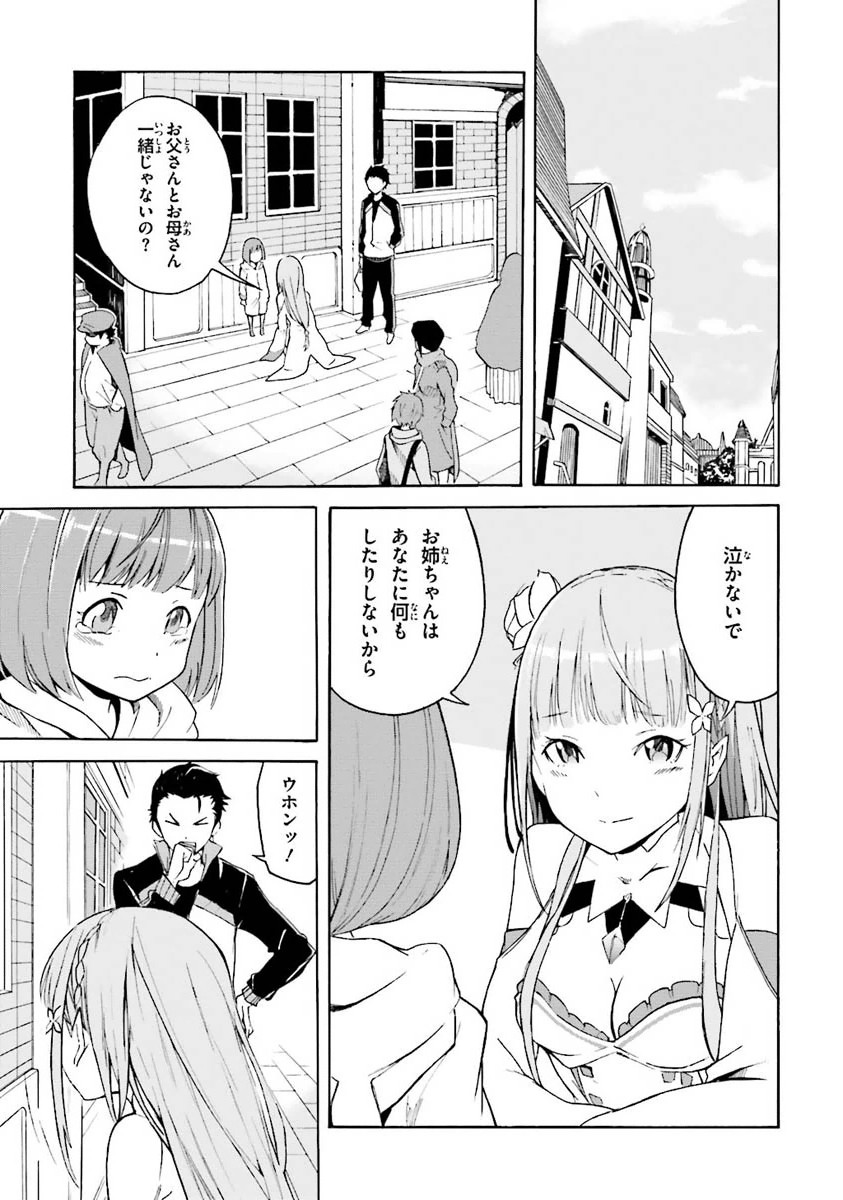 お父さんとお母さん
一緒じゃないの?
泣かないで
お姉ちゃんは
あなたに何も
したりしないから
ウホンッ!